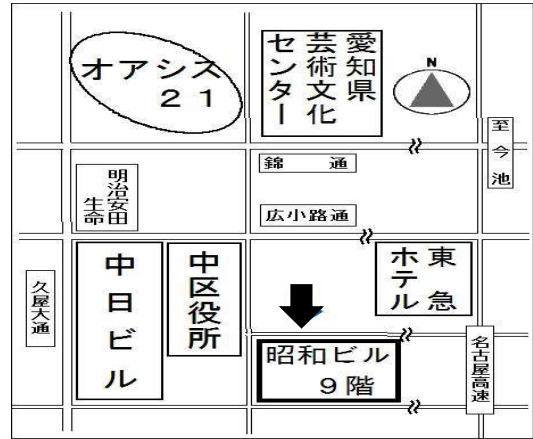 オアシス
21
愛知県
芸術文化
センター
N
至今池
錦通
明治安田
生命
広小路通
久屋大通
中日ビル
中区役所
東急
ホテル
昭和ビル
9階
名古屋高速